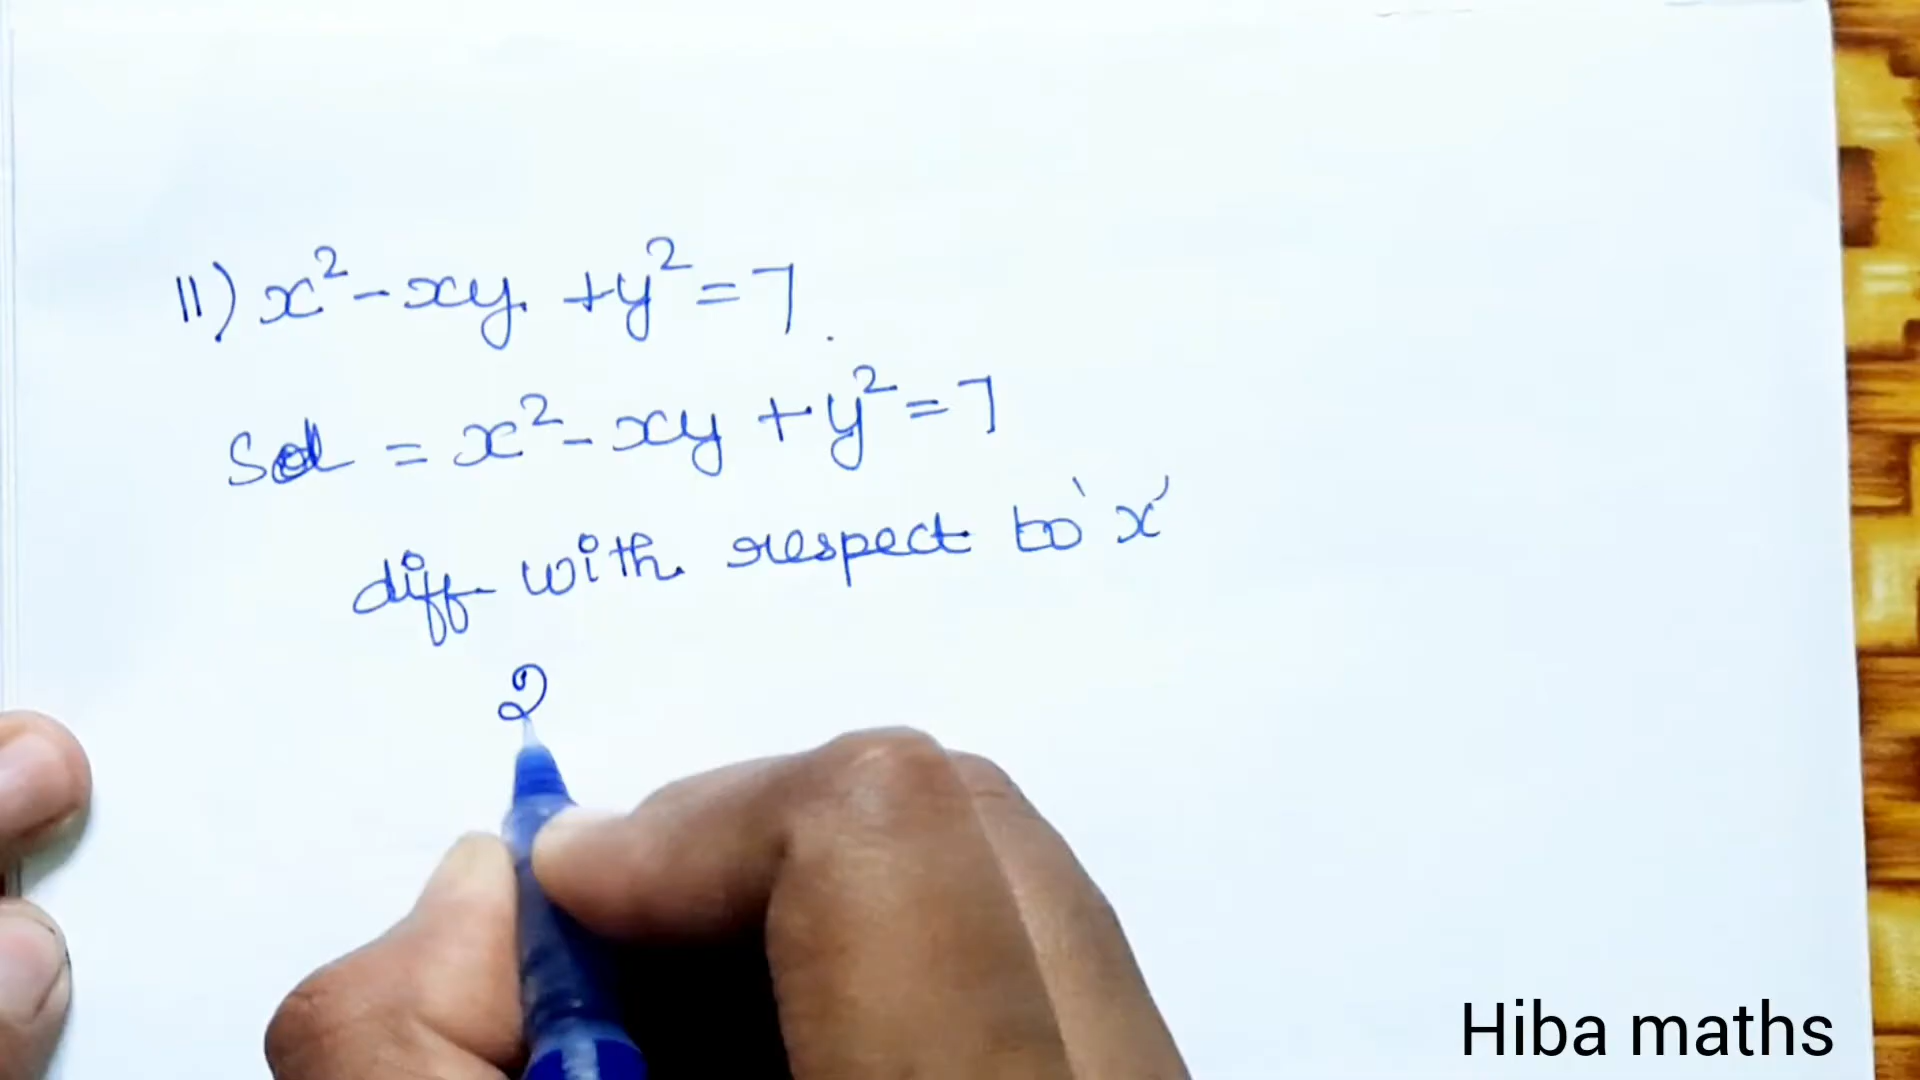 11) x² - xy + y² = 7.
Sol = x² - xy + y² = 7
diff with respect to 'x'
2
Hiba maths